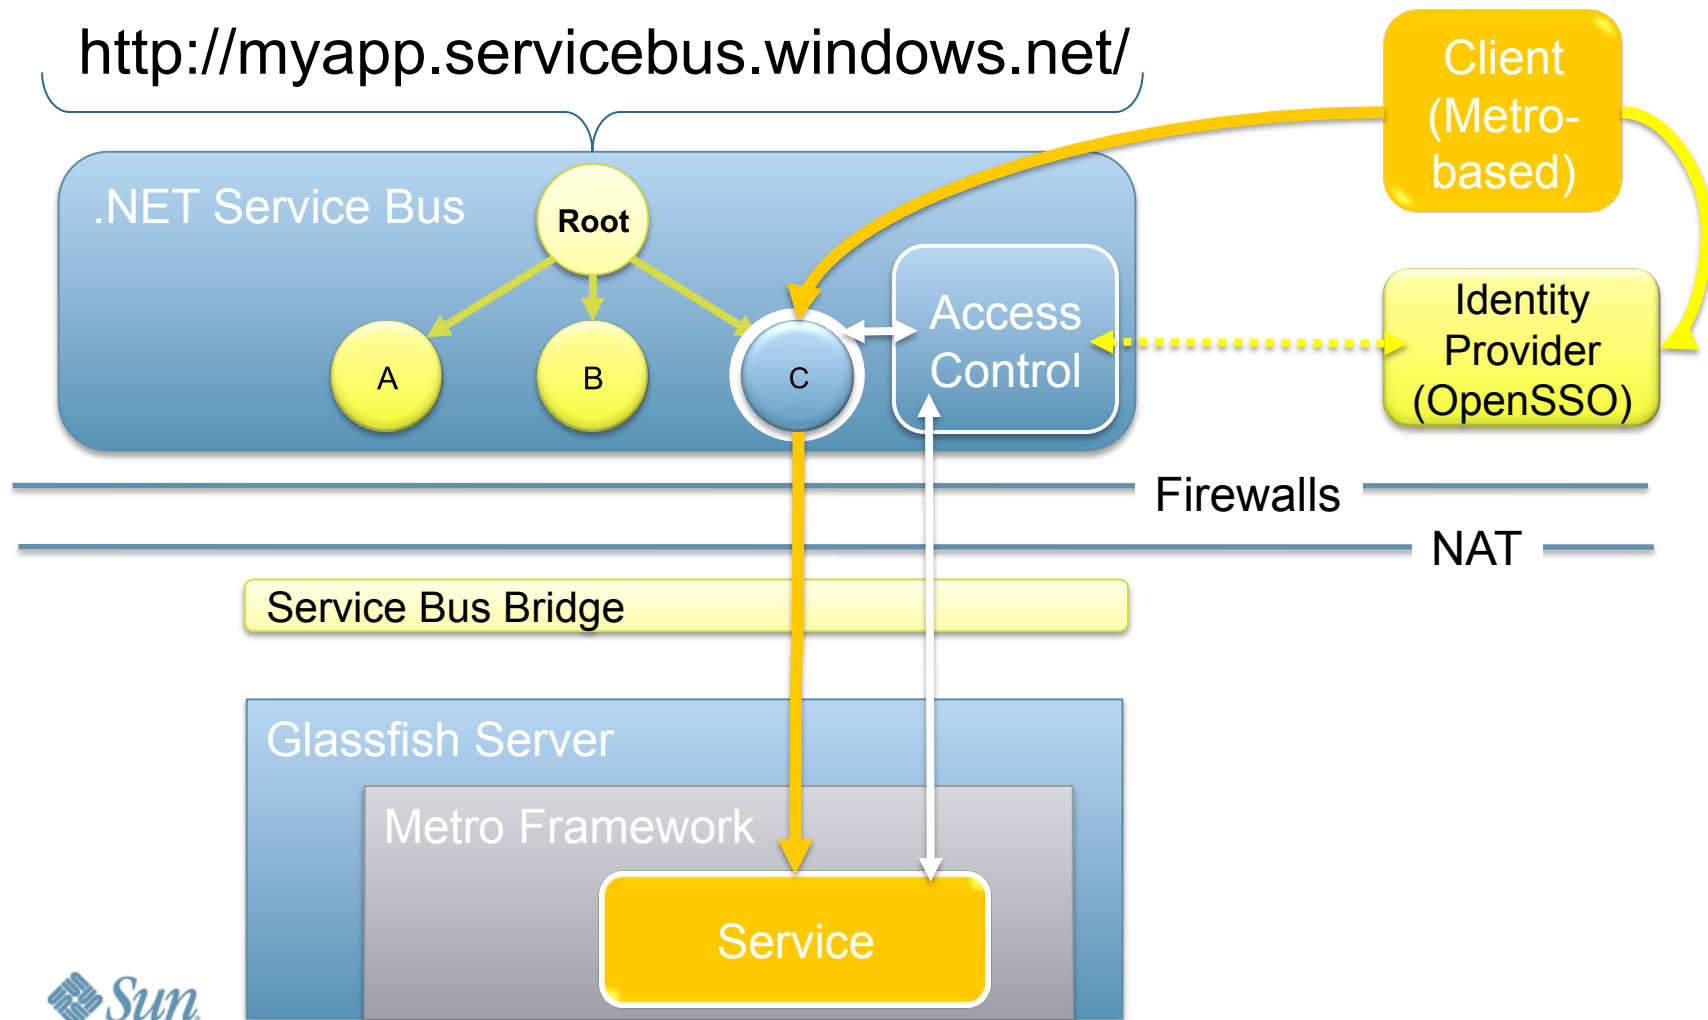 http://myapp.servicebus.windows.net/
Client
(Metro-
based)
.NET Service Bus
Root
A
B
C
Access
Control
Identity
Provider
(OpenSSO)
Firewalls
NAT
Service Bus Bridge
Glassfish Server
Metro Framework
Service
Sun